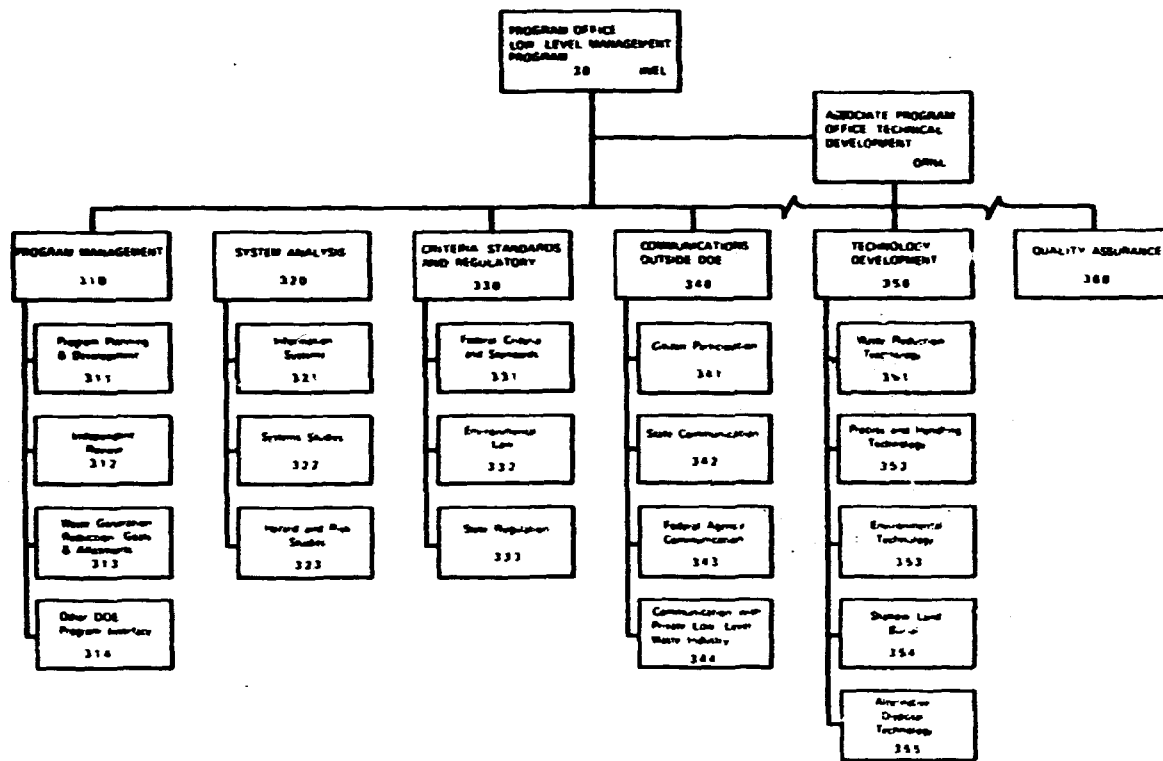 PROGRAM OFFICE
LOW LEVEL MANAGEMENT
PROGRAM
30 INEL
ASSOCIATE PROGRAM
OFFICE TECHNICAL
DEVELOPMENT
ORNL
PROGRAM MANAGEMENT
310
SYSTEM ANALYSIS
320
CRITERIA STANDARDS
AND REGULATORY
330
COMMUNICATIONS
OUTSIDE DOE
340
TECHNOLOGY
DEVELOPMENT
350
QUALITY ASSURANCE
360
Program Planning
& Development
311
Information
Systems
321
Federal Criteria
and Standards
331
Citizen Participation
341
Waste Reduction
Technology
351
Independent
Review
312
Systems Studies
322
Environmental
Law
332
State Communication
342
Process and Handling
Technology
353
Waste Generation
Reduction Goals
&
313
Hazard and Risk
Studies
323
State Regulation
333
Federal Agency
Communication
343
Environmental
Technology
353
Other DOE
Program Interface
314
Communication with
Private Low Level
Waste Industry
344
Shallow Land
Burial
354
Alternative
Disposal
Technology
355